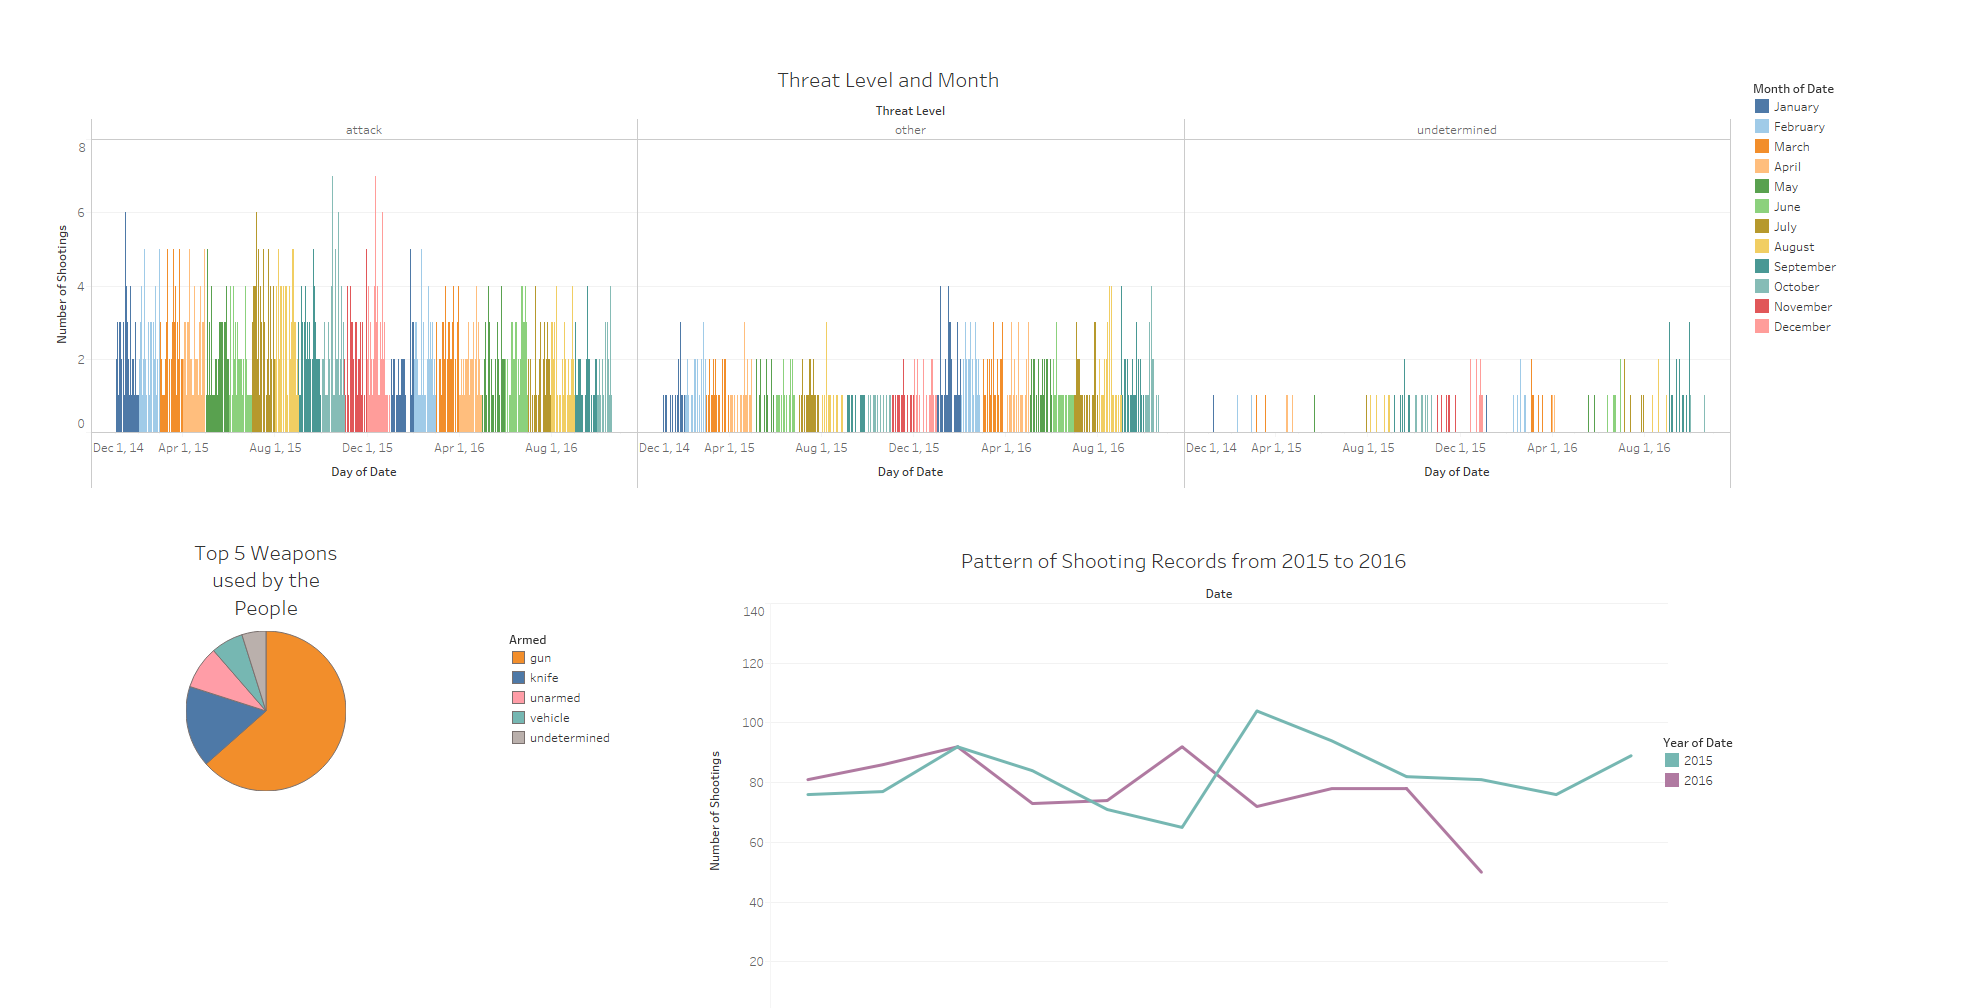 Threat Level and Month
Threat Level
attack other undetermined
Number of Shootings
8
6
4
2
0
Dec 1, 14 Apr 1, 15 Aug 1, 15 Dec 1, 15 Apr 1, 16 Aug 1, 16 Dec 1, 14 Apr 1, 15 Aug 1, 15 Dec 1, 15 Apr 1, 16 Aug 1, 16 Dec 1, 14 Apr 1, 15 Aug 1, 15 Dec 1, 15 Apr 1, 16 Aug 1, 16
Day of Date Day of Date Day of Date
Month of Date
January
February
March
April
May
June
July
August
September
October
November
December
Top 5 Weapons
used by the
People
Armed
gun
knife
unarmed
vehicle
undetermined
Pattern of Shooting Records from 2015 to 2016
Date
Number of Shootings
140
120
100
80
60
40
20
Year of Date
2015
2016